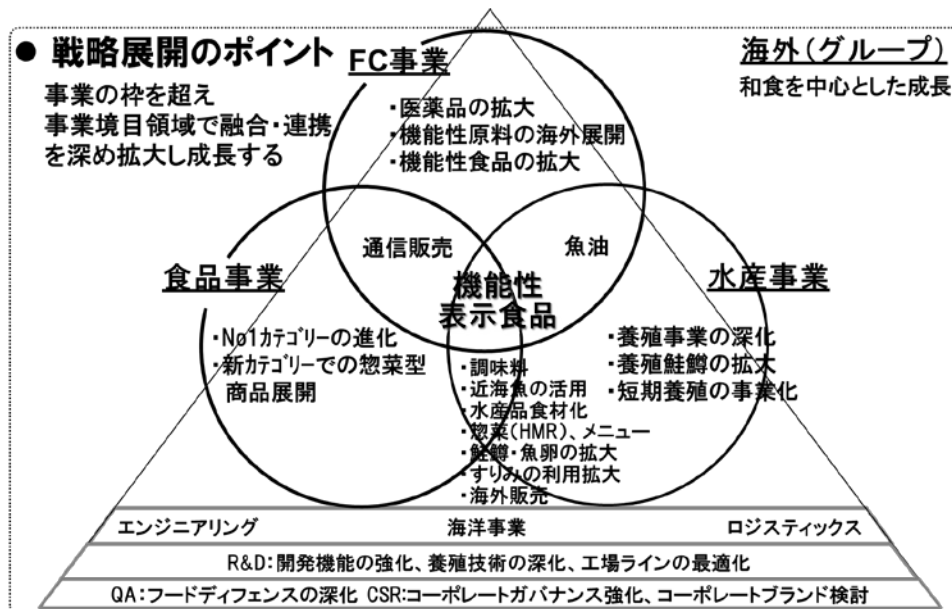 ● 戦略展開のポイント
事業の枠を超え
事業境目領域で融合・連携
を深め拡大し成長する
FC事業
・医薬品の拡大
・機能性原料の海外展開
・機能性食品の拡大
海外(グループ)
和食を中心とした成長
通信販売
魚油
食品事業
機能性
表示食品
水産事業
・No1カテゴリーの進化
・新カテゴリーでの惣菜型
商品展開
・調味料
・近海魚の活用
・水産品食材化
・惣菜(HMR)、メニュー
・鮭鱒・魚卵の拡大
・すりみの利用拡大
・海外販売
・養殖事業の深化
・養殖鮭鱒の拡大
・短期養殖の事業化
エンジニアリング 海洋事業 ロジスティックス
R&D:開発機能の強化、養殖技術の深化、工場ラインの最適化
QA:フードディフェンスの深化 CSR:コーポレートガバナンス強化、コーポレートブランド検討